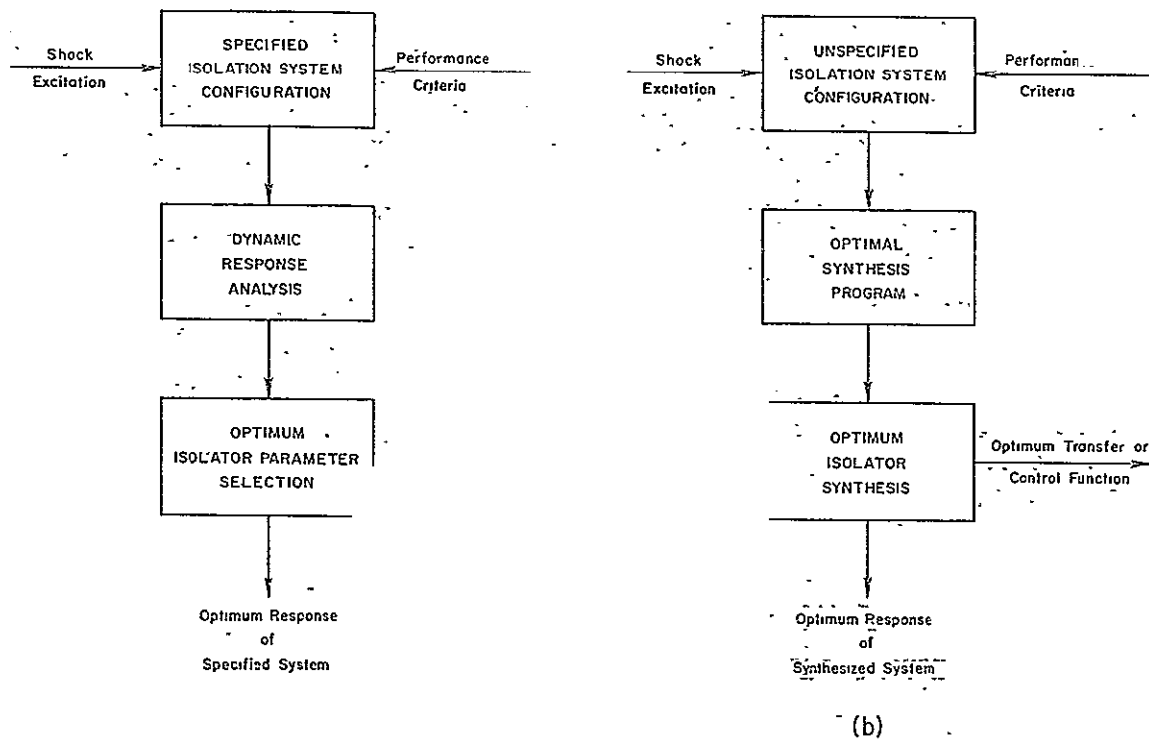 Shock
Excitation
SPECIFIED
ISOLATION SYSTEM
CONFIGURATION
Performance
Criteria
DYNAMIC
RESPONSE
ANALYSIS
OPTIMUM
ISOLATOR PARAMETER
SELECTION
Optimum Response
of
Specified System
Shock
Excitation
UNSPECIFIED
ISOLATION SYSTEM
CONFIGURATION
Performan
Criteria
OPTIMAL
SYNTHESIS
PROGRAM
OPTIMUM
ISOLATOR
SYNTHESIS
Optimum Transfer or
Control Function
Optimum Response
of
Synthesized System
(b)